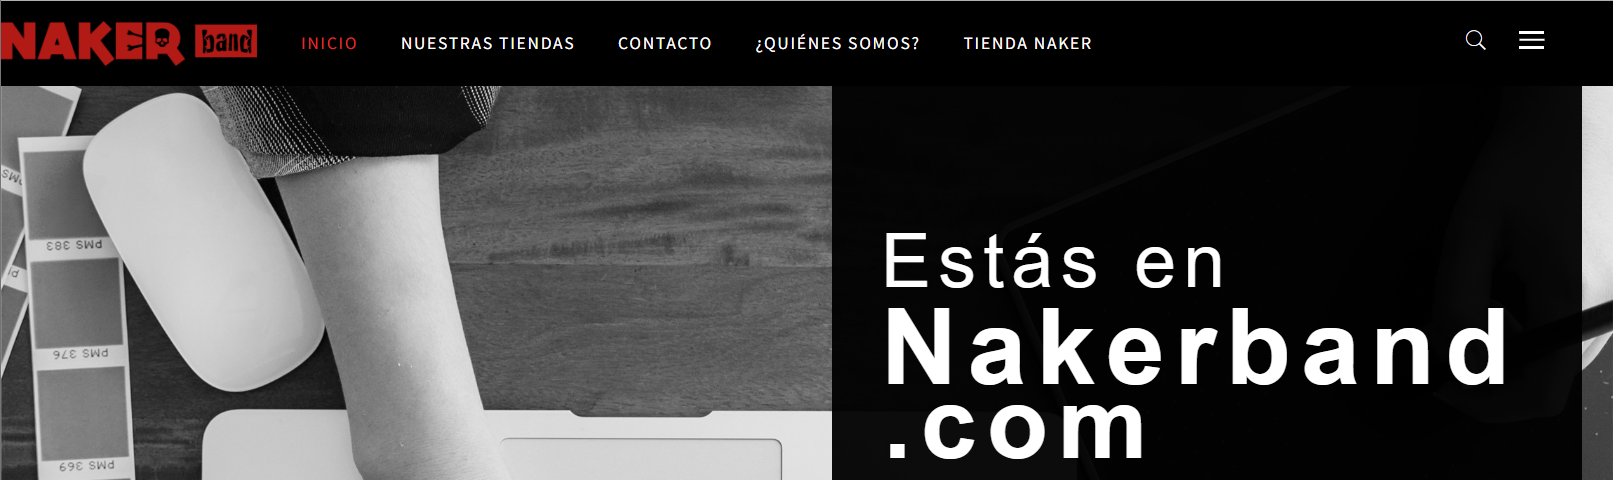 NAKER band
INICIO
NUESTRAS TIENDAS
CONTACTO
¿QUIÉNES SOMOS?
TIENDA NAKER
Estás en
Nakerband
.com
PMS 383
PMS 376
PMS 369